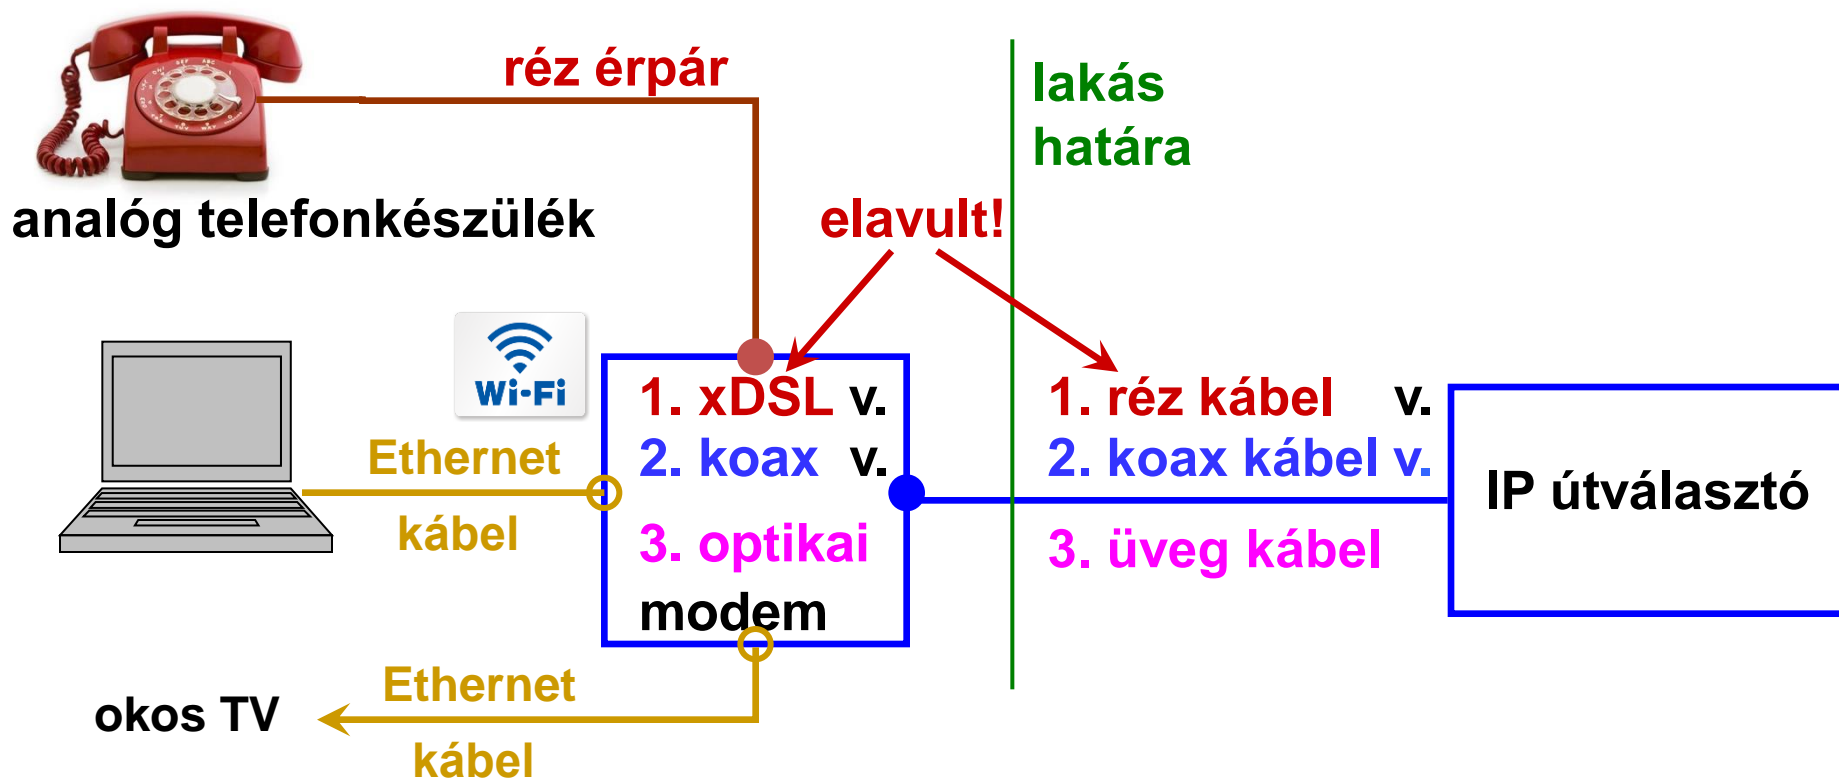 réz érpár
lakás
határa
analóg telefonkészülék
elavult!
Wi-Fi
1. xDSL v.
2. koax v.
3. optikai
modem
1. réz kábel v.
2. koax kábel v.
3. üveg kábel
IP útválasztó
Ethernet
kábel
okos TV
Ethernet
kábel